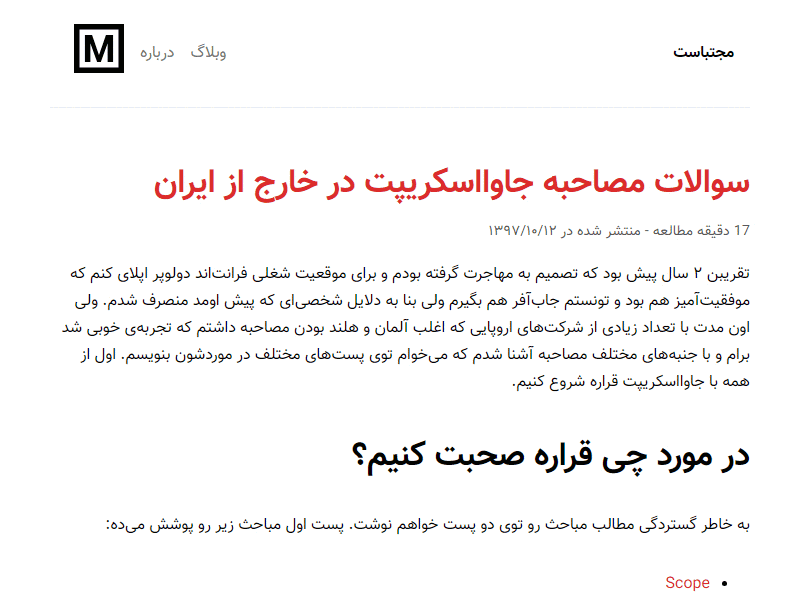 مجتباست
وبلاگ
درباره
M
سوالات مصاحبه جاوااسکریپت در خارج از ایران
17 دقیقه مطالعه - منتشر شده در ۱۳۹۷/۱۰/۱۲
تقریبن ۲ سال پیش بود که تصمیم به مهاجرت گرفته بودم و برای موقعیت شغلی فرانت‌اند دولوپر اپلای کنم که
موفقیت‌آمیز هم بود و تونستم جاب‌آفر هم بگیرم ولی بنا به دلایل شخصی‌ای که پیش اومد منصرف شدم. ولی
اون مدت با تعداد زیادی از شرکت‌های اروپایی که اغلب آلمان و هلند بودن مصاحبه داشتم که تجربه‌ی خوبی شد
برام و با جنبه‌های مختلف مصاحبه آشنا شدم که می‌خوام توی پست‌های مختلف در موردشون بنویسم. اول از
همه با جاوااسکریپت قراره شروع کنیم.
در مورد چی قراره صحبت کنیم؟
به خاطر گستردگی مطالب مباحث رو توی دو پست خواهم نوشت. پست اول مباحث زیر رو پوشش می‌ده:
Scope